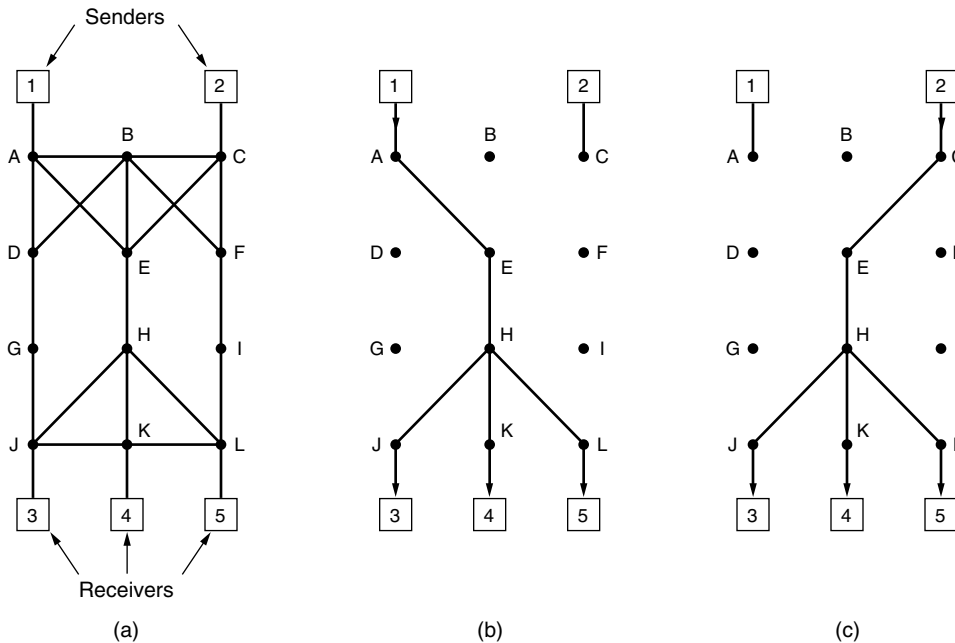 Senders
1 2 1 2 1 2
B B B
A C A C A
D E F D E F D E
G H I G H I G H
J K L J K L J K
3 4 5 3 4 5 3 4 5
Receivers
(a) (b) (c)